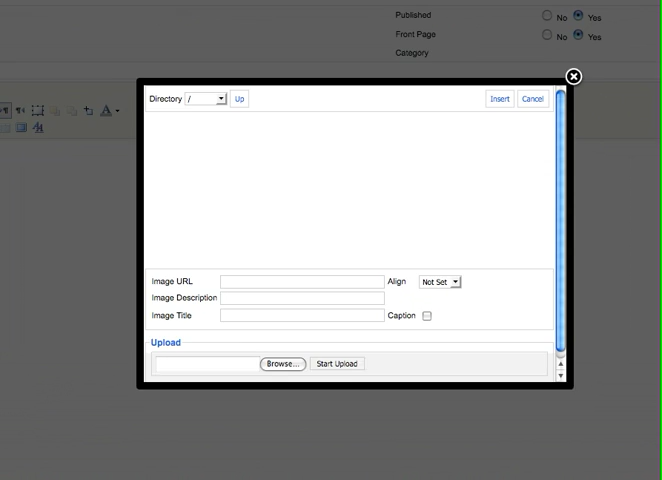 Published No Yes
Front Page No Yes
Category
Directory / Up Insert Cancel
Image URL Align Not Set
Image Description
Image Title Caption
Upload
Browse... Start Upload